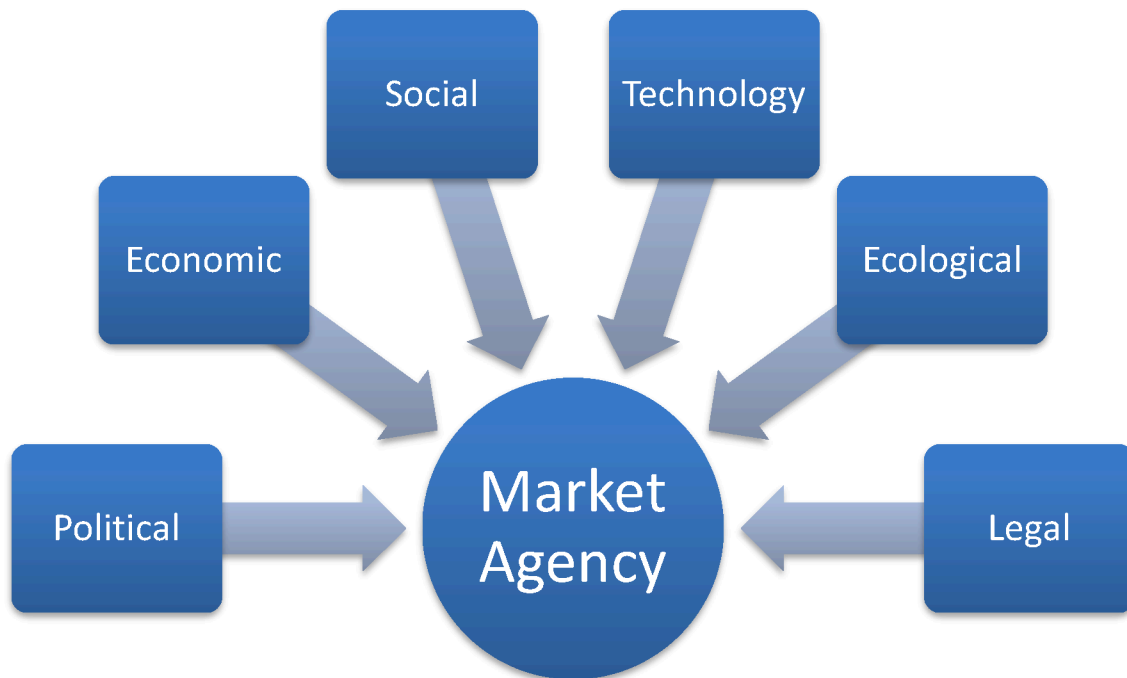 Social
Technology
Economic
Ecological
Political
Market
Agency
Legal